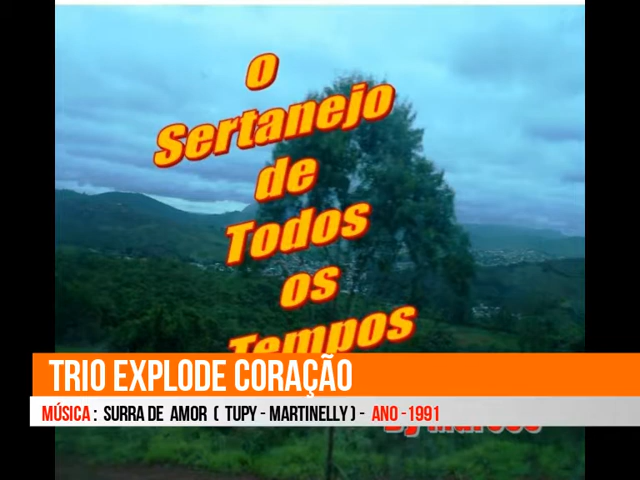 O
Sertanejo
de
Todos
os
Tempos
TRIO EXPLODE CORAÇÃO
MÚSICA : SURRA DE AMOR ( TUPY - MARTINELLY ) - ANO -1991